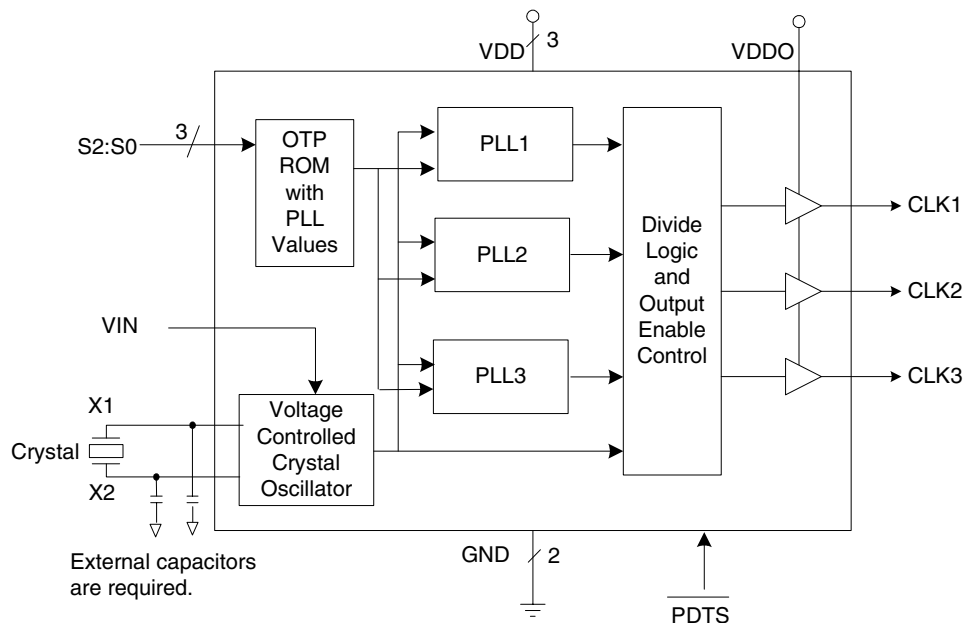 VDD
3
VDDO
S2:S0
3
OTP
ROM
with
PLL
Values
PLL1
PLL2
PLL3
Divide
Logic
and
Output
Enable
Control
CLK1
CLK2
CLK3
VIN
X1
Crystal
X2
Voltage
Controlled
Crystal
Oscillator
External capacitors
are required.
GND
2
PDTS